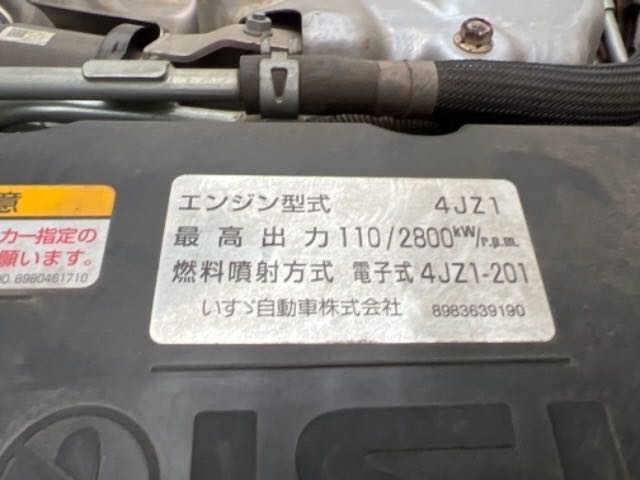 意
カー指定の
願います。
NO. 8980461710
エンジン型式 4JZ1
最高出力 110/2800kW/r.p.m.
燃料噴射方式 電子式 4JZ1-201
いすゞ自動車株式会社 8983639190